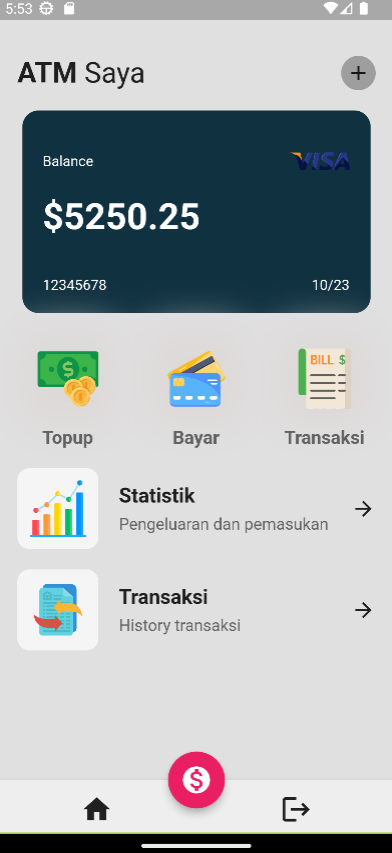 5:53
ATM Saya
Balance
VISA
$5250.25
12345678 10/23
BILL $
Topup Bayar Transaksi
Statistik
Pengeluaran dan pemasukan
Transaksi
History transaksi